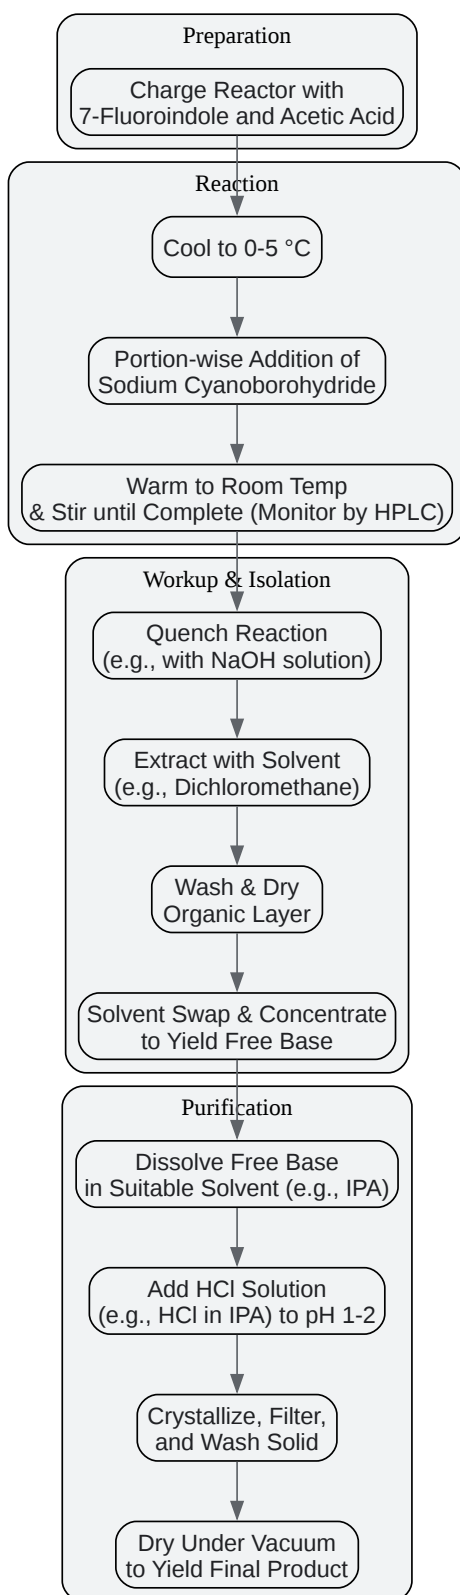 Preparation
Charge Reactor with
7-Fluoroindole and Acetic Acid
Reaction
Cool to 0-5 °C
Portion-wise Addition of
Sodium Cyanoborohydride
Warm to Room Temp
& Stir until Complete (Monitor by HPLC)
Workup & Isolation
Quench Reaction
(e.g., with NaOH solution)
Extract with Solvent
(e.g., Dichloromethane)
Wash & Dry
Organic Layer
Solvent Swap & Concentrate
to Yield Free Base
Purification
Dissolve Free Base
in Suitable Solvent (e.g., IPA)
Add HCl Solution
(e.g., HCl in IPA) to pH 1-2
Crystallize, Filter,
and Wash Solid
Dry Under Vacuum
to Yield Final Product